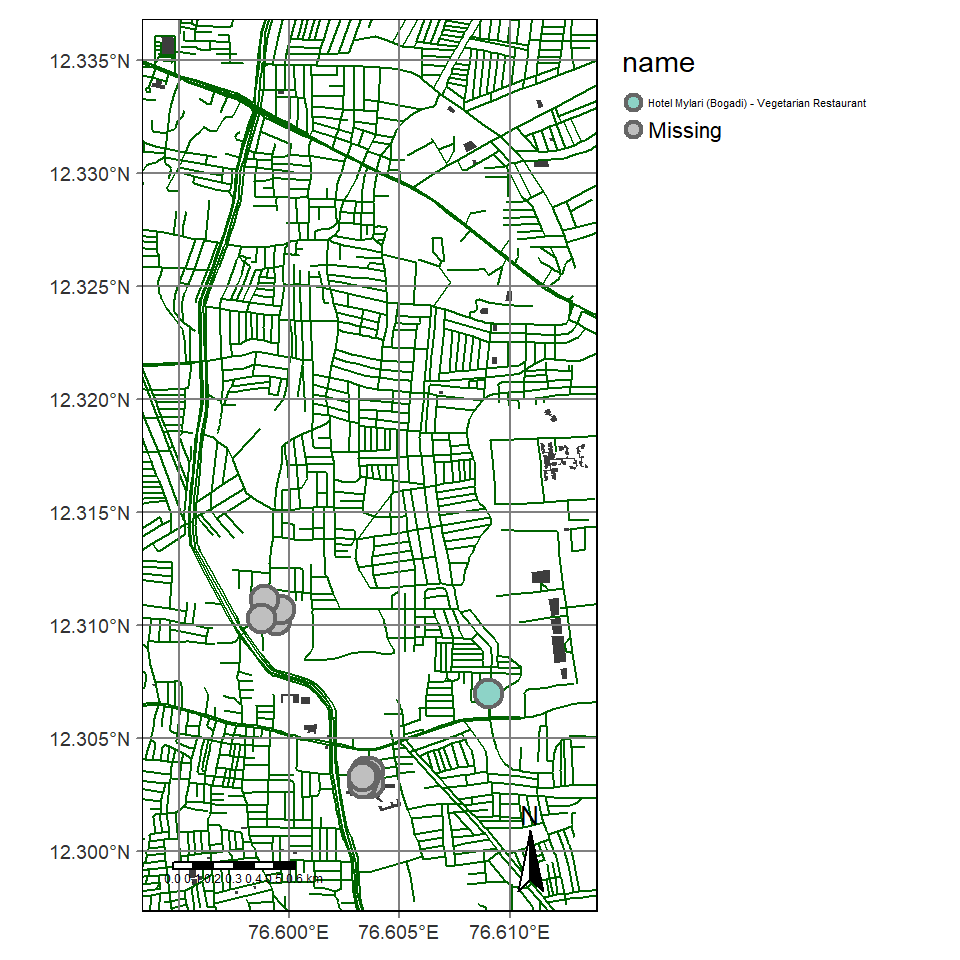 name
Hotel Mylari (Bogadi) - Vegetarian Restaurant
Missing
12.335°N
12.330°N
12.325°N
12.320°N
12.315°N
12.310°N
12.305°N
12.300°N
N
0.0 0.1 0.2 0.3 0.4 0.5 0.6 km
76.600°E 76.605°E 76.610°E